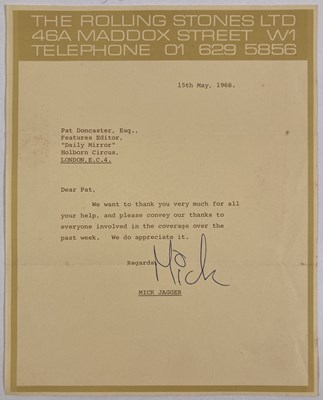 THE ROLLING STONES LTD
46A MADDOX STREET W1
TELEPHONE 01 629 5856
15th May, 1968.
Pat Doncaster, Esq.,
Features Editor,
"Daily Mirror"
Holborn Circus,
LONDON,E.C.4.
Dear Pat,
We want to thank you very much for all
your help, and please convey our thanks to
everyone involved in the coverage over the
past week. We do appreciate it.
Regards
Mick
MICK JAGGER